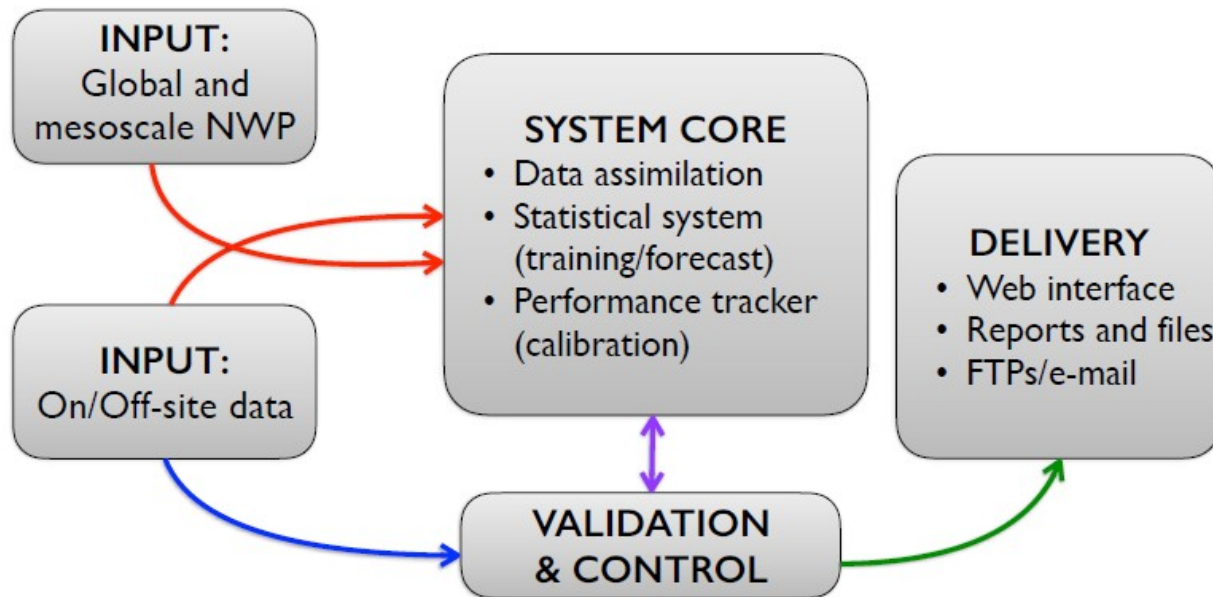 INPUT:
Global and
mesoscale NWP
INPUT:
On/Off-site data
SYSTEM CORE
• Data assimilation
• Statistical system
(training/forecast)
• Performance tracker
(calibration)
VALIDATION
& CONTROL
DELIVERY
• Web interface
• Reports and files
• FTPs/e-mail